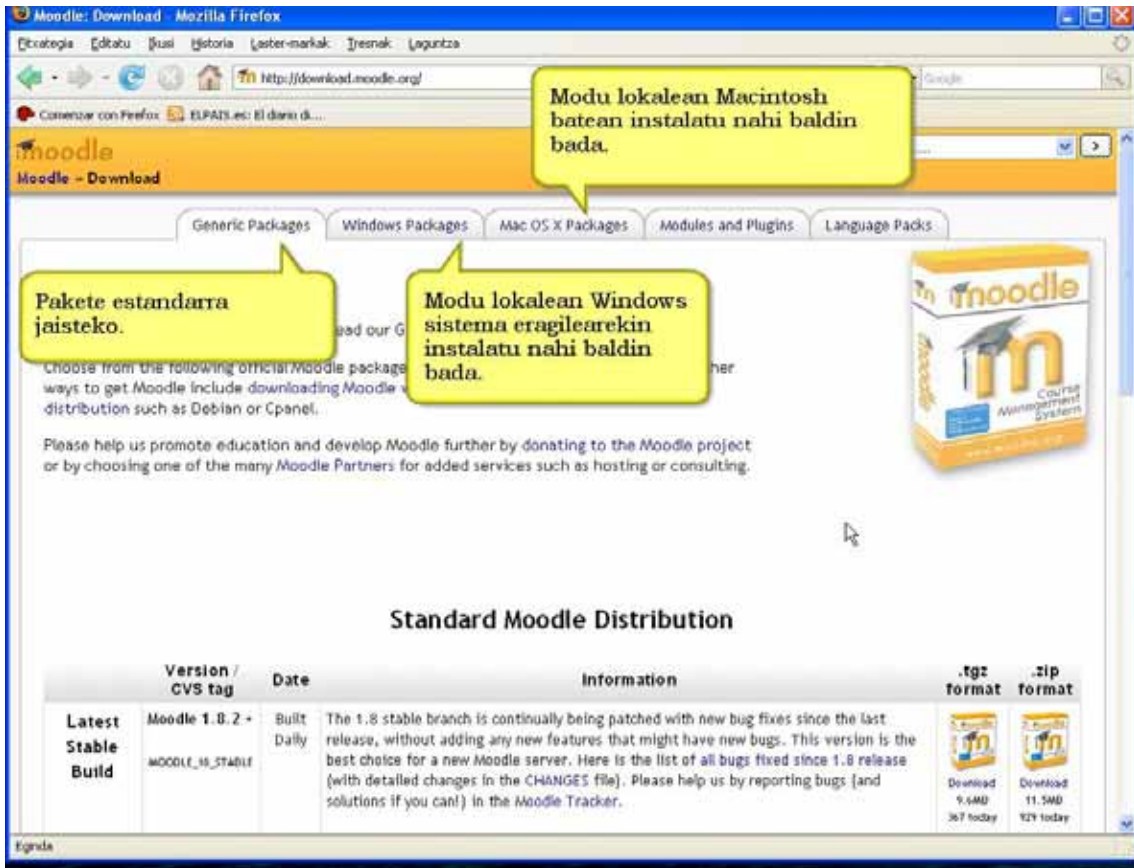 Moodle: Download - Mozilla Firefox
Fitxategia Editatu Ikusi Historia Laster-markak Tresnak Laguntza
http://download.moodle.org/
Google
Comenzar con Firefox ELPAIS.es: El diario di...
Modu lokalean Macintosh
batean instalatu nahi baldin
bada.
moodle
Moodle – Download
Generic Packages Windows Packages Mac OS X Packages Modules and Plugins Language Packs
Pakete estandarra
jaisteko.
Modu lokalean Windows
sistema eragilearekin
instalatu nahi baldin
bada.
moodle
Course
Management
System
ead our G
Choose from the following official Moodle package her
ways to get Moodle include downloading Moodle
distribution such as Debian or Cpanel.
Please help us promote education and develop Moodle further by donating to the Moodle project
or by choosing one of the many Moodle Partners for added services such as hosting or consulting.
Standard Moodle Distribution
Version / CVS tag Date Information .tgz format .zip format
Latest Stable Build
Moodle 1.8.2 +
MOODLE_18_STABLE
Built Daily
The 1.8 stable branch is continually being patched with new bug fixes since the last
release, without adding any new features that might have new bugs. This version is the
best choice for a new Moodle server. Here is the list of all bugs fixed since 1.8 release
(with detailed changes in the CHANGES file). Please help us by reporting bugs (and
solutions if you can!) in the Moodle Tracker.
Download
9.6MB
367 today
Download
11.5MB
929 today
Eginda